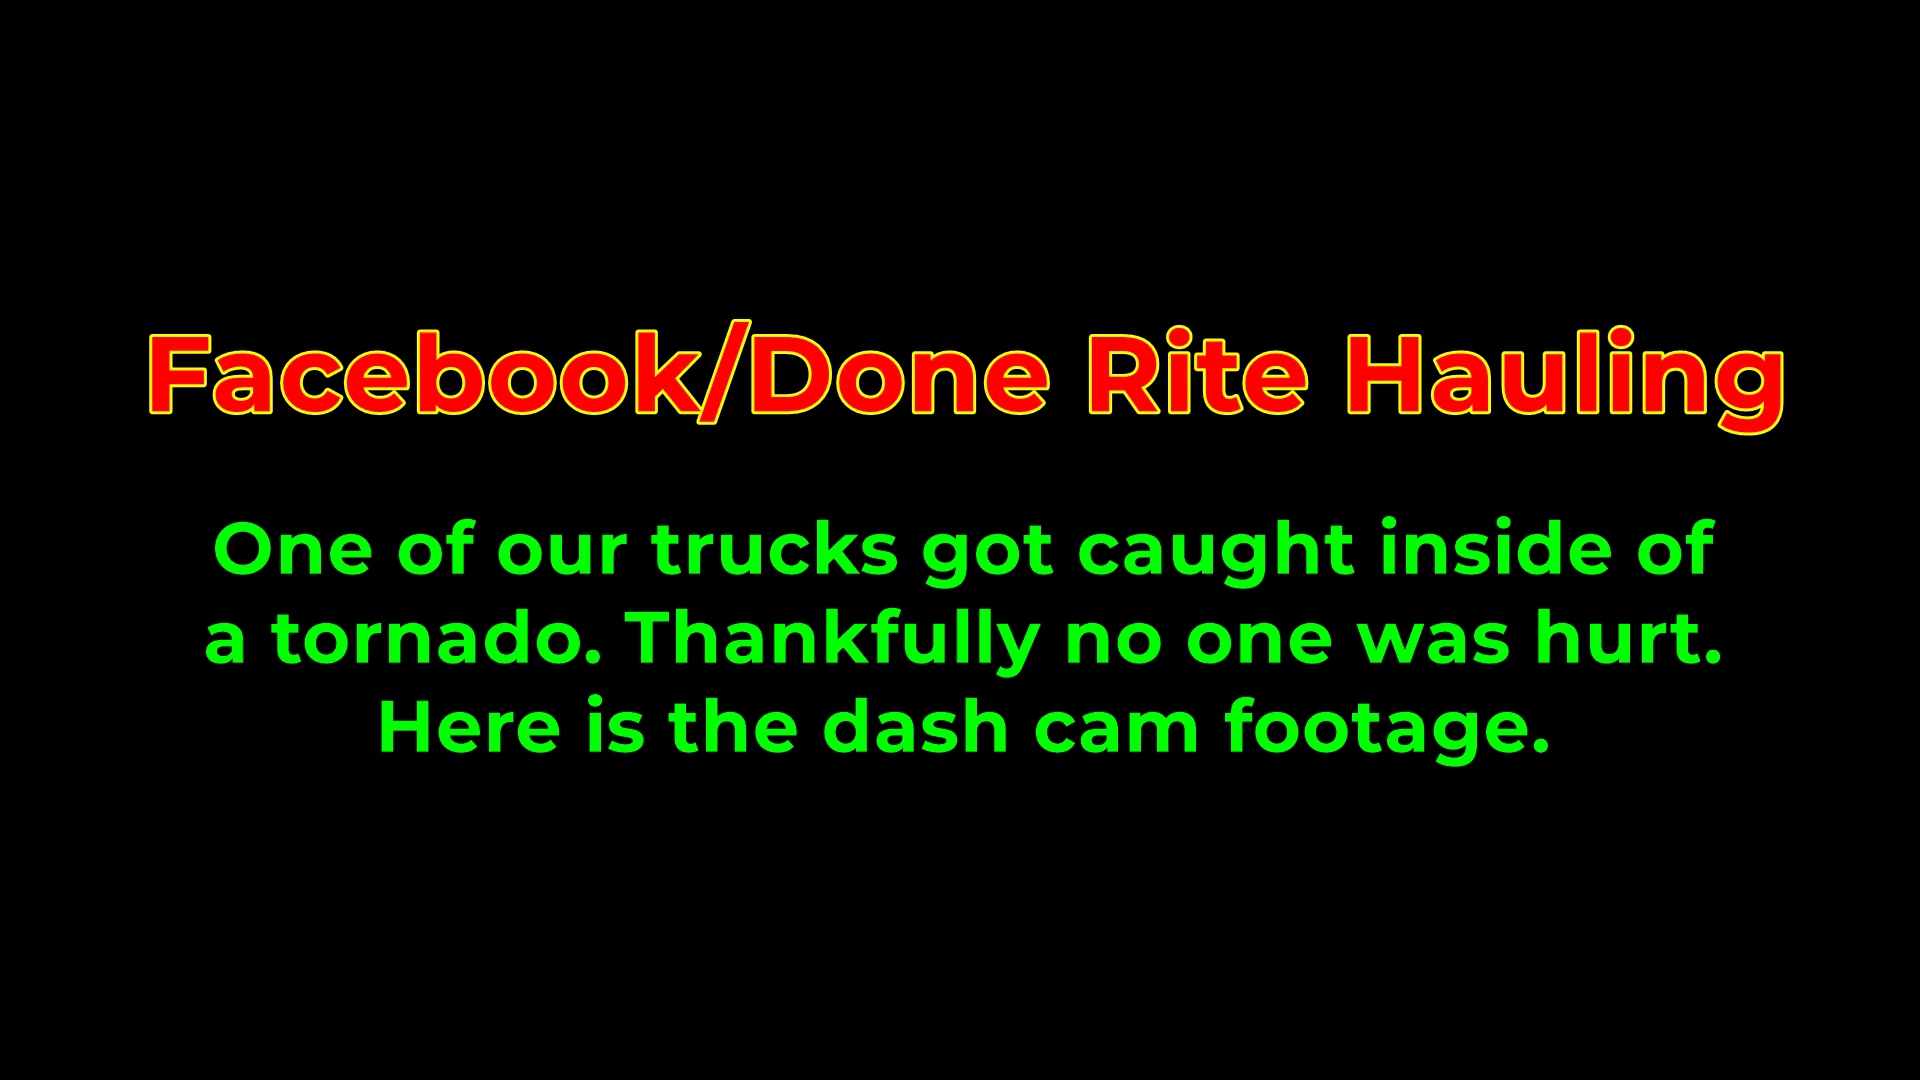 Facebook/Done Rite Hauling
One of our trucks got caught inside of
a tornado. Thankfully no one was hurt.
Here is the dash cam footage.